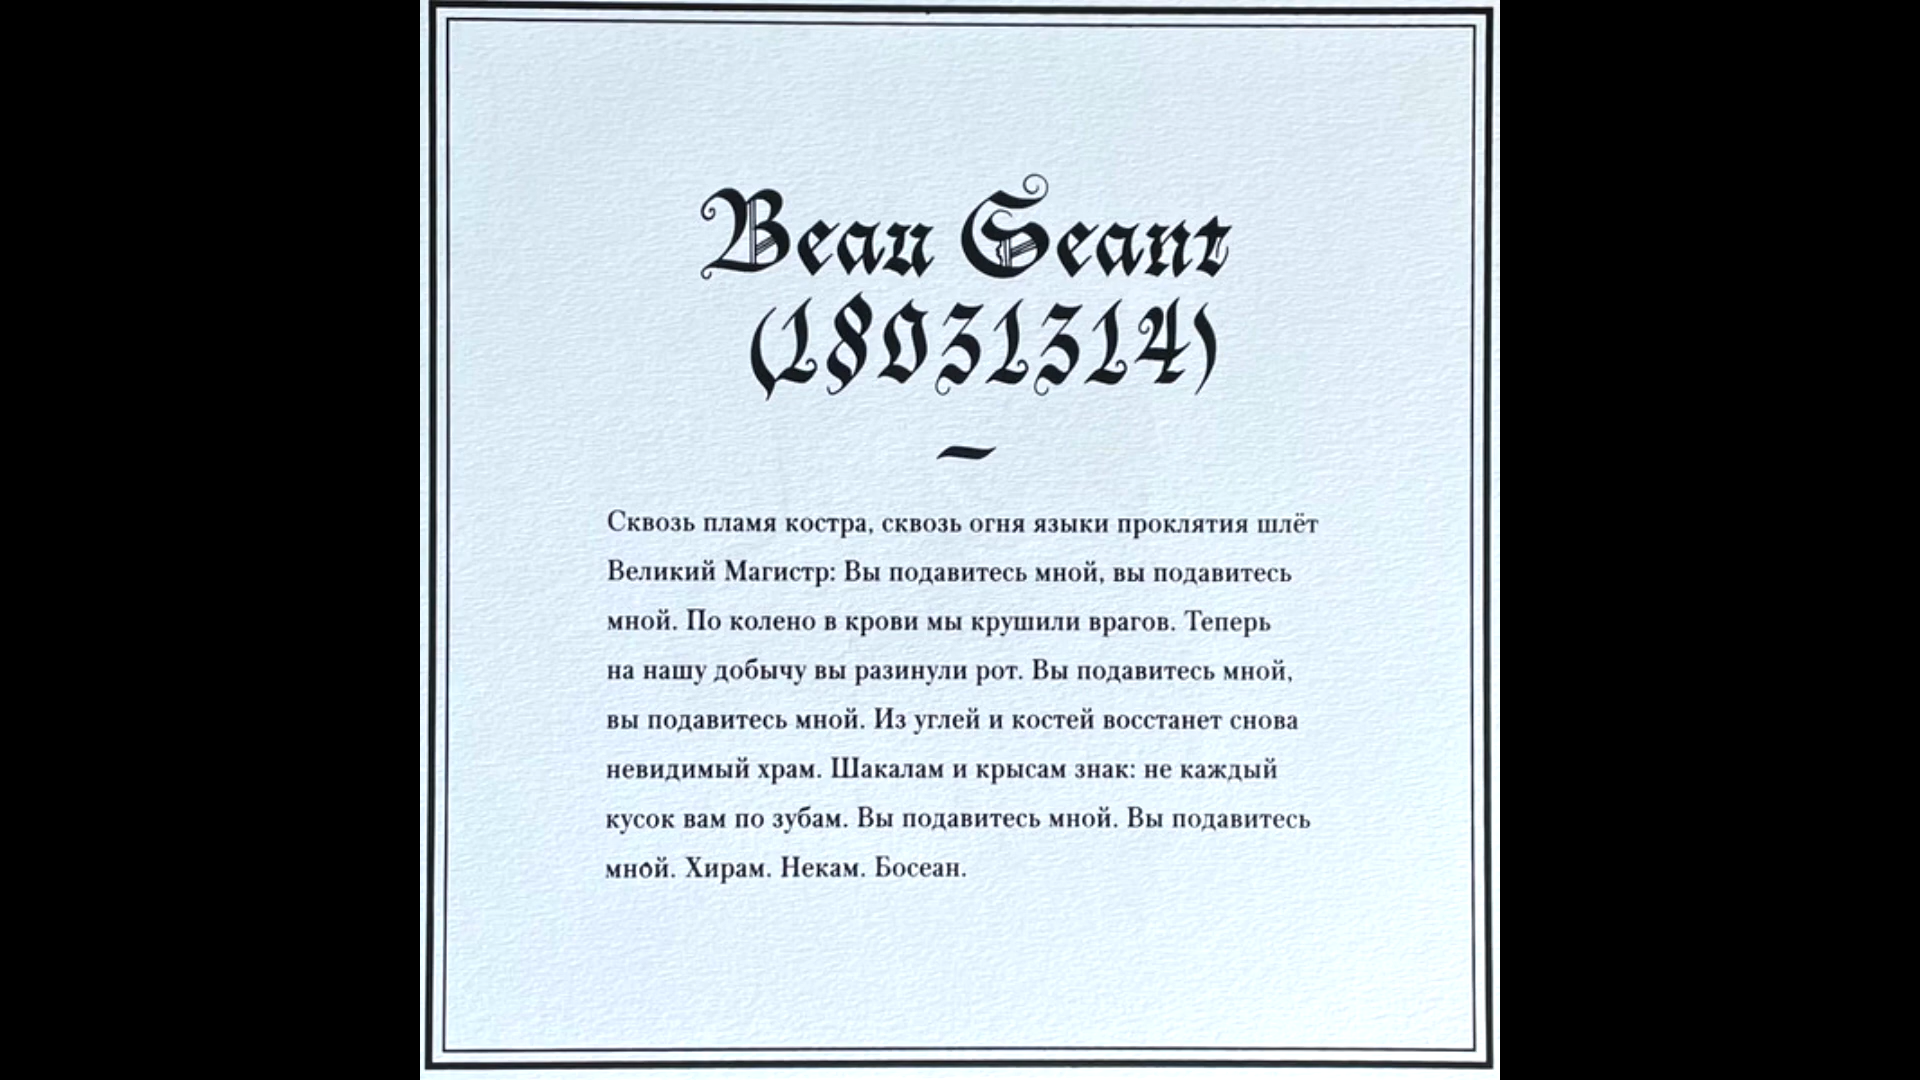 Beau Seant
(18031314)
~
Сквозь пламя костра, сквозь огня языки проклятия шлёт
Великий Магистр: Вы подавитесь мной, вы подавитесь
мной. По колено в крови мы крушили врагов. Теперь
на нашу добычу вы разинули рот. Вы подавитесь мной,
вы подавитесь мной. Из углей и костей восстанет снова
невидимый храм. Шакалам и крысам знак: не каждый
кусок вам по зубам. Вы подавитесь мной. Вы подавитесь
мной. Хирам. Некам. Босеан.